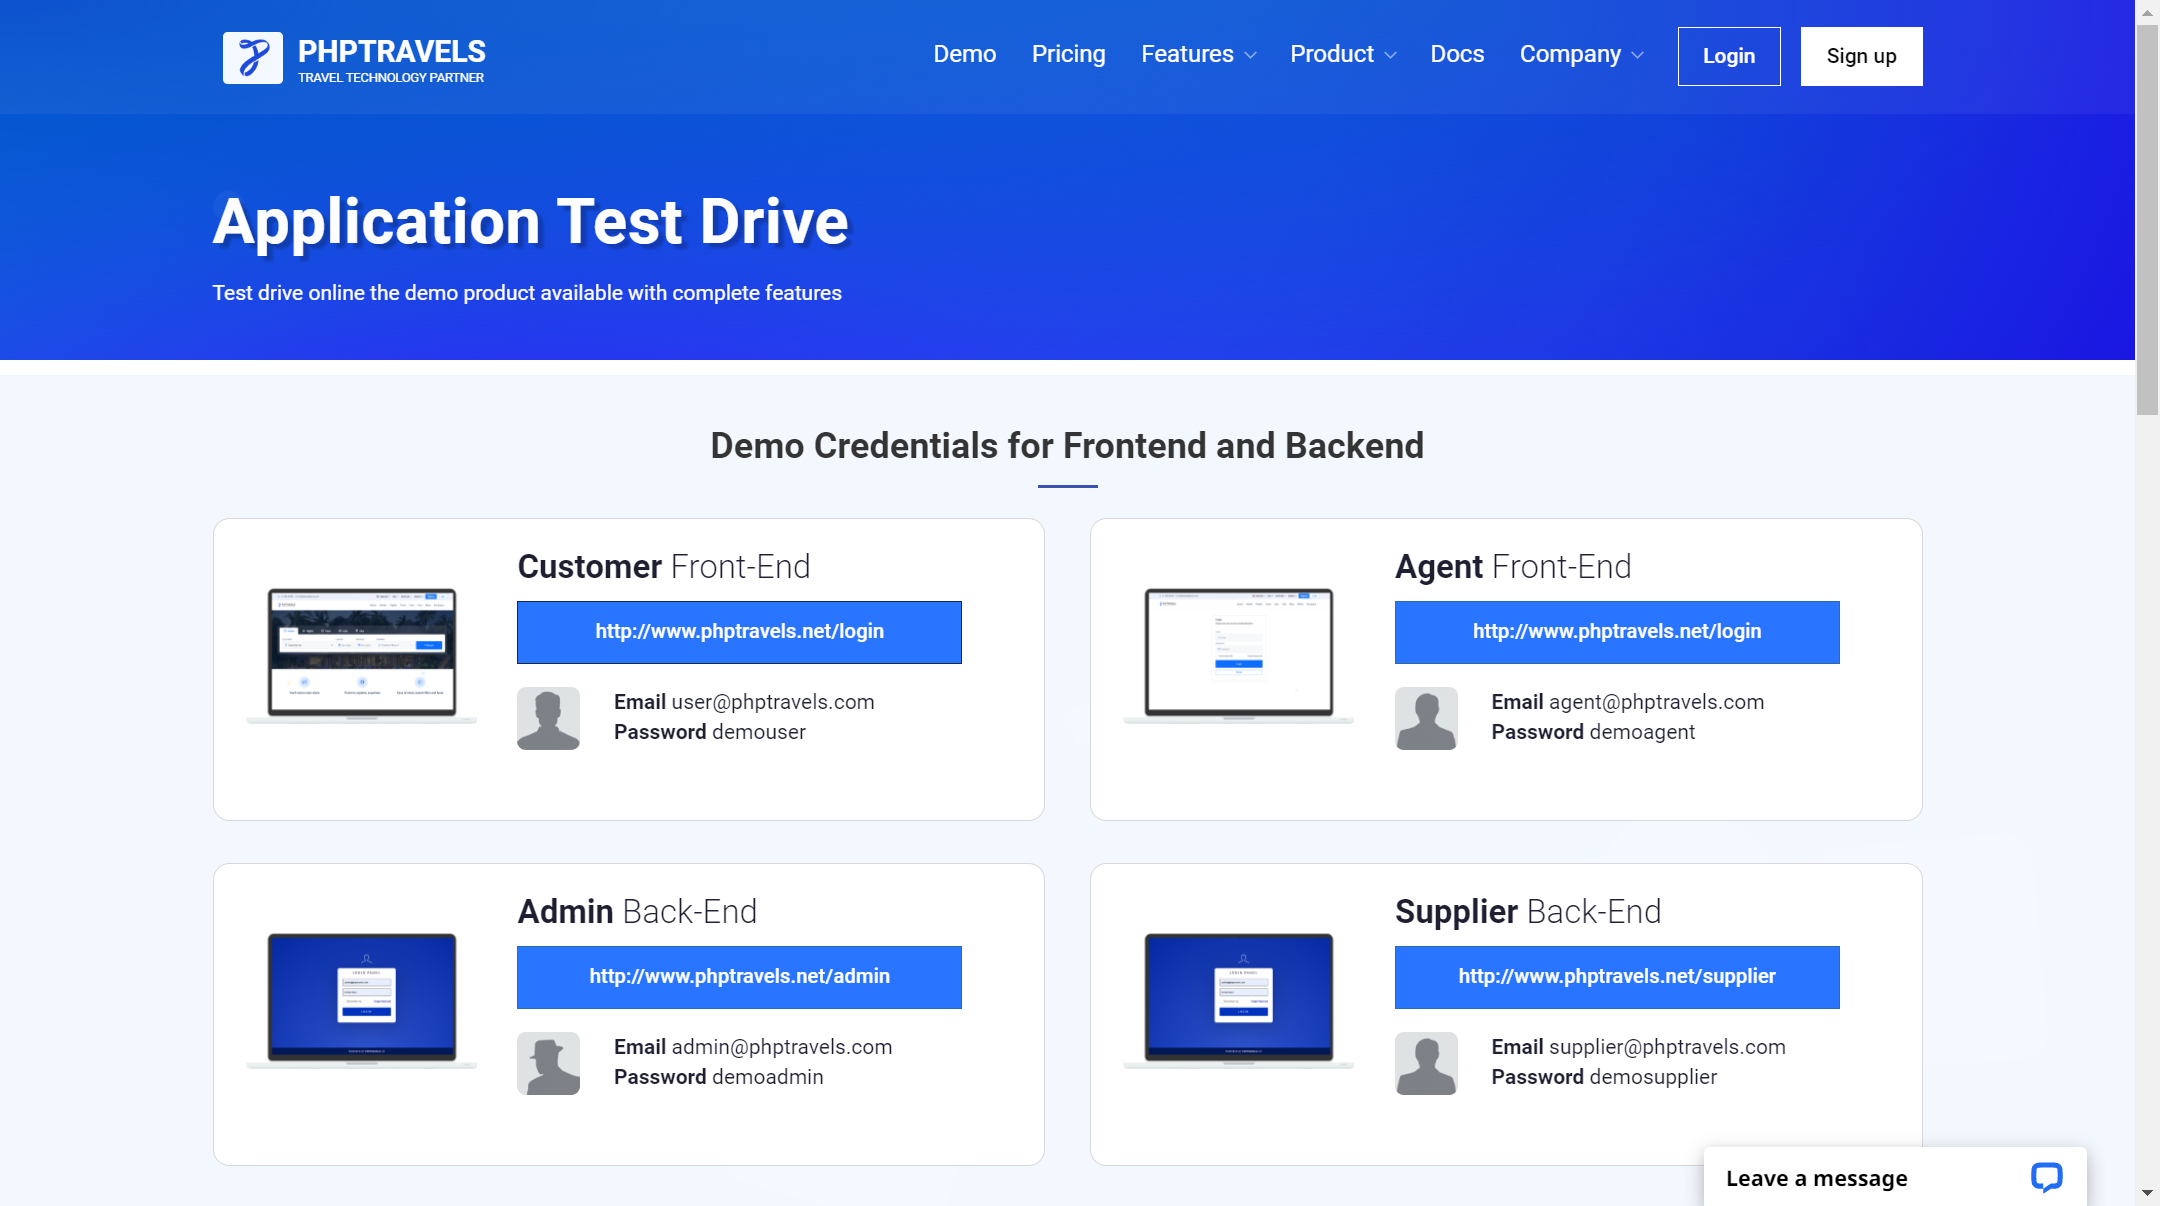 PHPTRAVELS
TRAVEL TECHNOLOGY PARTNER
Demo
Pricing
Features
Product
Docs
Company
Login
Sign up
Application Test Drive
Test drive online the demo product available with complete features
Demo Credentials for Frontend and Backend
Customer Front-End
http://www.phptravels.net/login
Email user@phptravels.com
Password demouser
Agent Front-End
http://www.phptravels.net/login
Email agent@phptravels.com
Password demoagent
Admin Back-End
http://www.phptravels.net/admin
Email admin@phptravels.com
Password demoadmin
Supplier Back-End
http://www.phptravels.net/supplier
Email supplier@phptravels.com
Password demosupplier
Leave a message